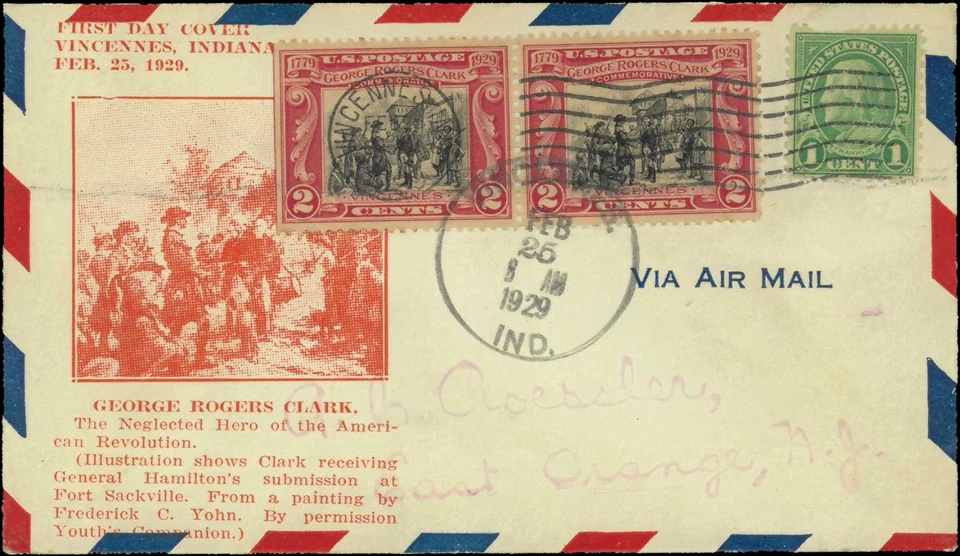 FIRST DAY COVER
VINCENNES, INDIANA
FEB. 25, 1929.
1779 U.S. POSTAGE 1929
GEORGE ROGERS CLARK
COMMEMORATIVE
VINCENNES
2 CENTS 2
1779 U.S. POSTAGE 1929
GEORGE ROGERS CLARK
COMMEMORATIVE
VINCENNES
2 CENTS 2
UNITED STATES POSTAGE
FRANKLIN
1 CENT 1
VINCENNES
FEB
25
8 AM
1929
IND.
VIA AIR MAIL
A C Roessler,
East Orange, N.J.
GEORGE ROGERS CLARK,
The Neglected Hero of the Ameri-
can Revolution.
(Illustration shows Clark receiving
General Hamilton's submission at
Fort Sackville. From a painting by
Frederick C. Yohn. By permission
Youth's Companion.)